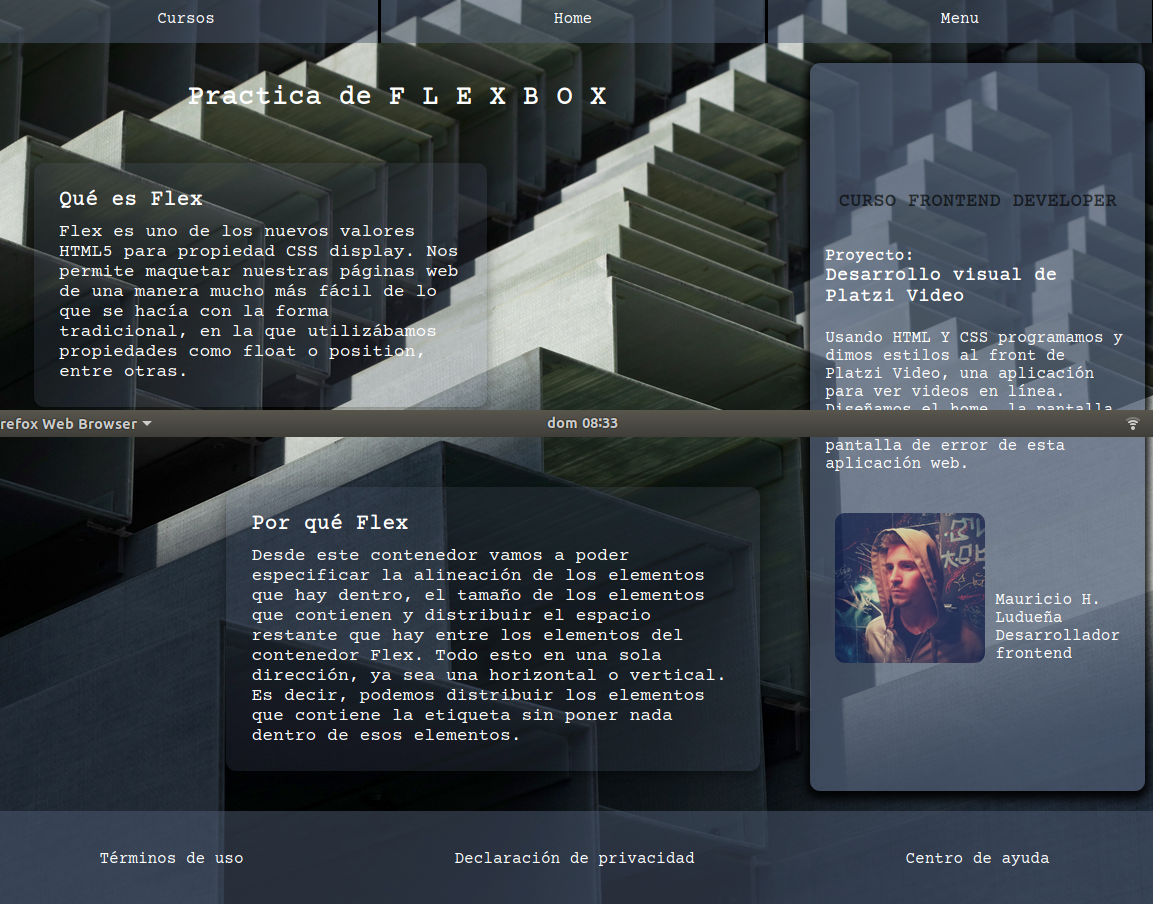 Cursos
Home
Menu
Practica de F L E X B O X
Qué es Flex
Flex es uno de los nuevos valores
HTML5 para propiedad CSS display. Nos
permite maquetar nuestras páginas web
de una manera mucho más fácil de lo
que se hacía con la forma
tradicional, en la que utilizábamos
propiedades como float o position,
entre otras.
CURSO FRONTEND DEVELOPER
Proyecto:
Desarrollo visual de
Platzi Video
Usando HTML Y CSS programamos y
dimos estilos al front de
Platzi Video, una aplicación
para ver videos en línea.
Diseñamos el home, la pantalla
refox Web Browser
dom 08:33
pantalla de error de esta
aplicación web.
Por qué Flex
Desde este contenedor vamos a poder
especificar la alineación de los elementos
que hay dentro, el tamaño de los elementos
que contienen y distribuir el espacio
restante que hay entre los elementos del
contenedor Flex. Todo esto en una sola
dirección, ya sea una horizontal o vertical.
Es decir, podemos distribuir los elementos
que contiene la etiqueta sin poner nada
dentro de esos elementos.
Mauricio H.
Ludueña
Desarrollador
frontend
Términos de uso
Declaración de privacidad
Centro de ayuda